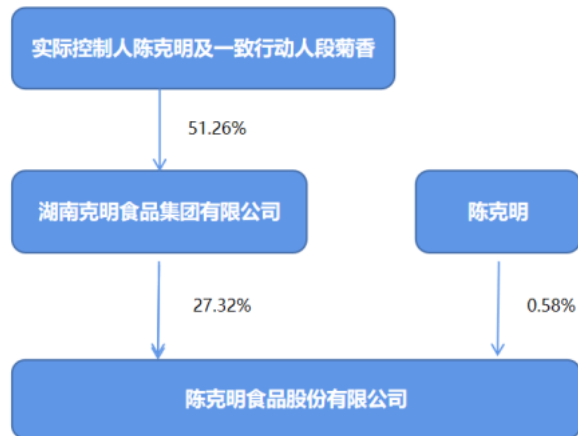 实际控制人陈克明及一致行动人段菊香
51.26%
湖南克明食品集团有限公司
陈克明
27.32%
0.58%
陈克明食品股份有限公司